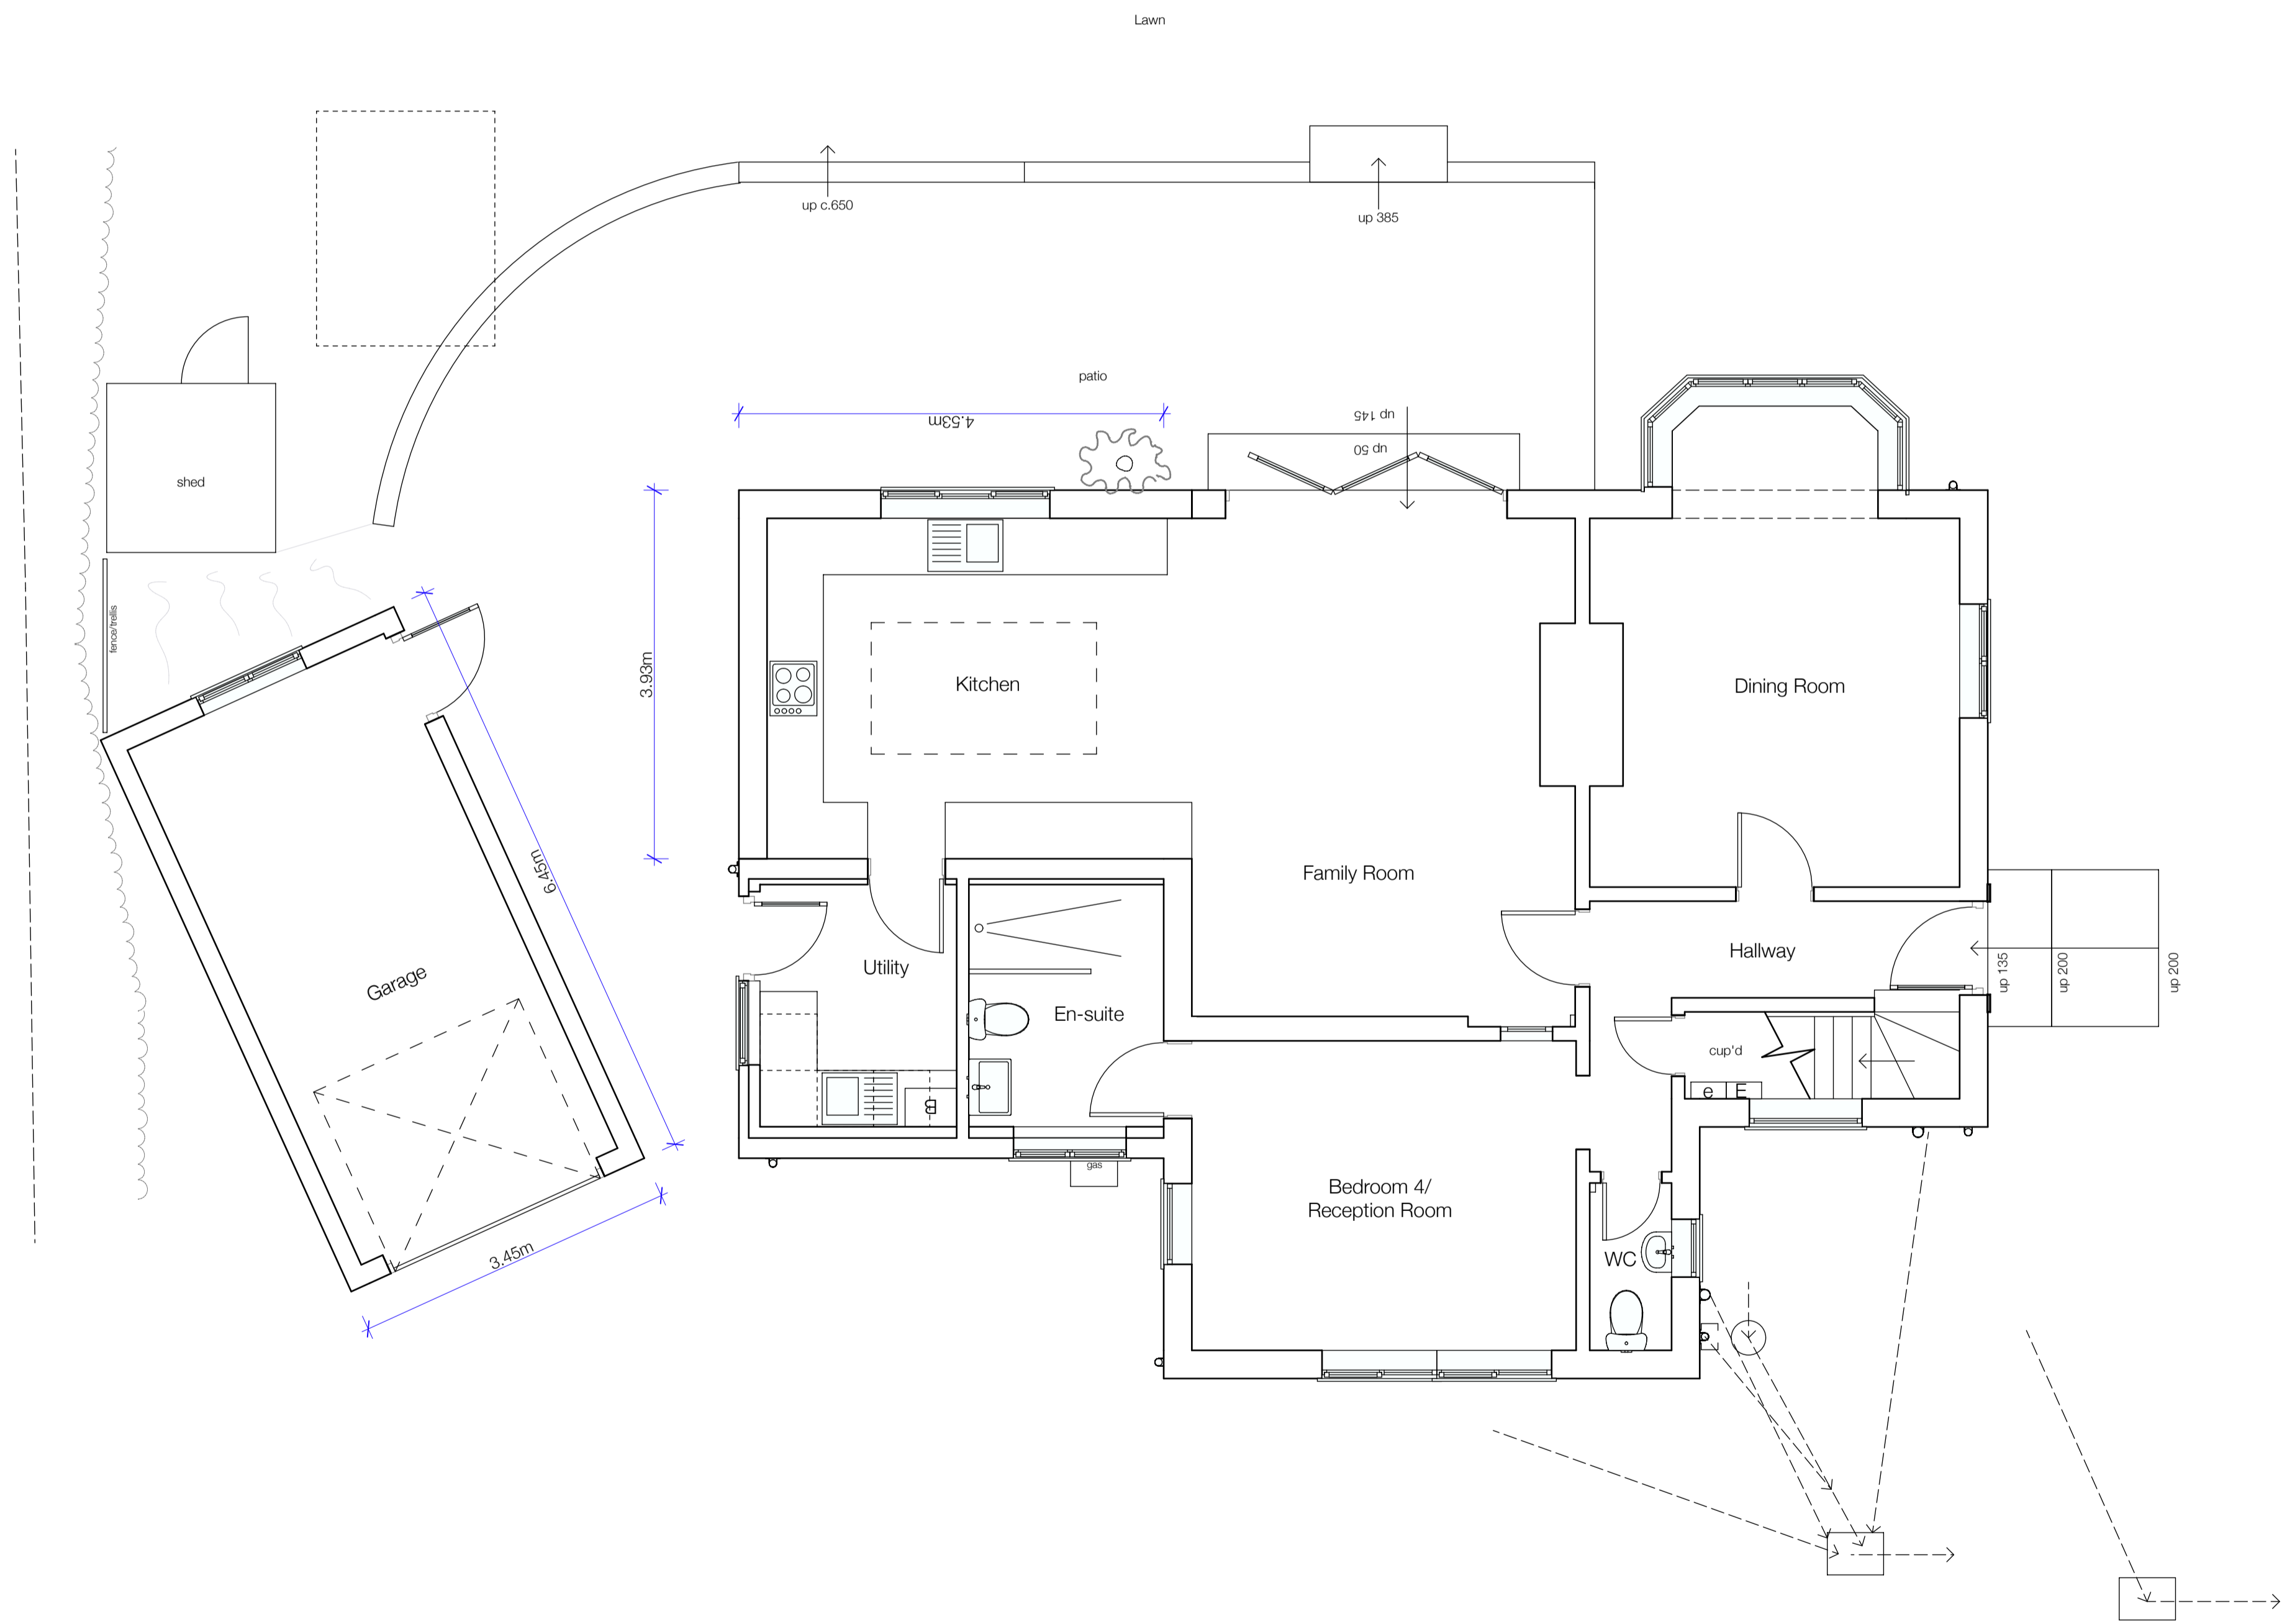 Lawn
up c.650
up 385
patio
4.53m
up 145
up 50
shed
fence/trellis
3.93m
Kitchen
Dining Room
6.45m
Family Room
Garage
Utility
En-suite
Hallway
up 135
up 200
up 200
cup'd
e E
B
gas
Bedroom 4/
Reception Room
WC
3.45m